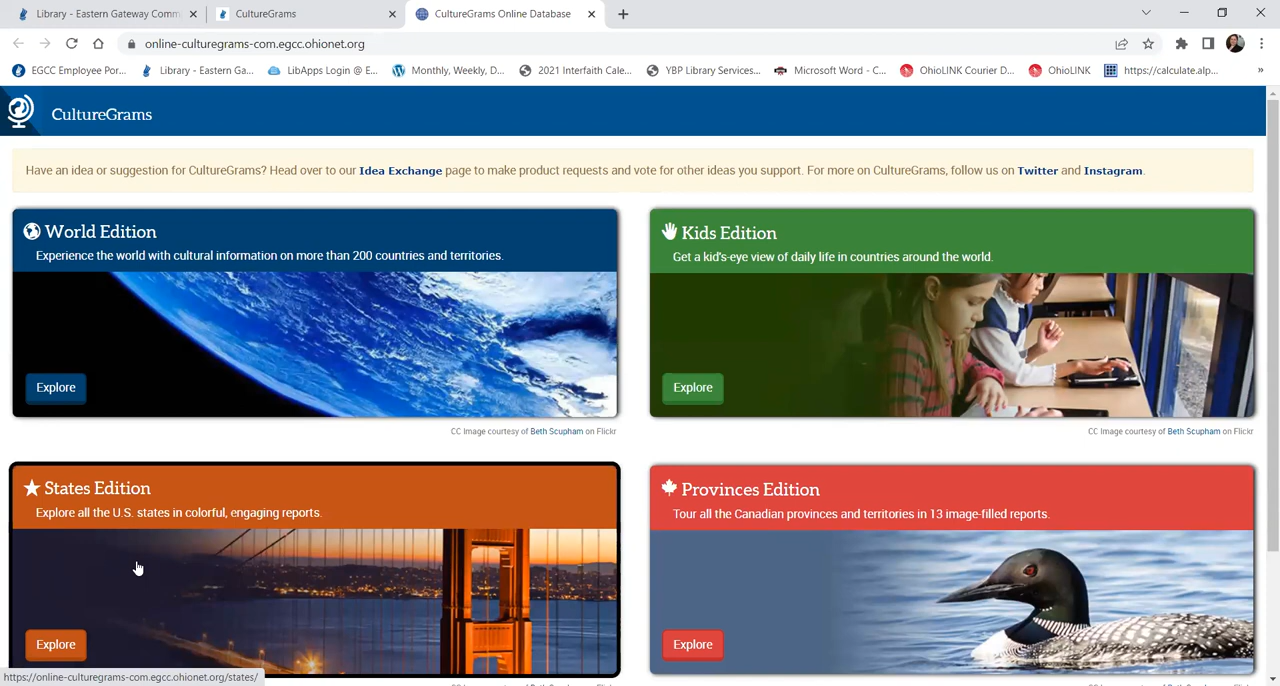 Library - Eastern Gateway Comm
CultureGrams
CultureGrams Online Database
online-culturegrams-com.egcc.ohionet.org
EGCC Employee Por...
Library - Eastern Ga...
LibApps Login @ E...
Monthly, Weekly, D...
2021 Interfaith Cale...
YBP Library Services...
Microsoft Word - C...
OhioLINK Courier D...
OhioLINK
https://calculate.alp...
»
CultureGrams
Have an idea or suggestion for CultureGrams? Head over to our Idea Exchange page to make product requests and vote for other ideas you support. For more on CultureGrams, follow us on Twitter and Instagram.
World Edition
Experience the world with cultural information on more than 200 countries and territories.
Explore
CC Image courtesy of Beth Scupham on Flickr
Kids Edition
Get a kid's-eye view of daily life in countries around the world.
Explore
CC Image courtesy of Beth Scupham on Flickr
States Edition
Explore all the U.S. states in colorful, engaging reports.
Explore
Provinces Edition
Tour all the Canadian provinces and territories in 13 image-filled reports.
Explore
https://online-culturegrams-com.egcc.ohionet.org/states/